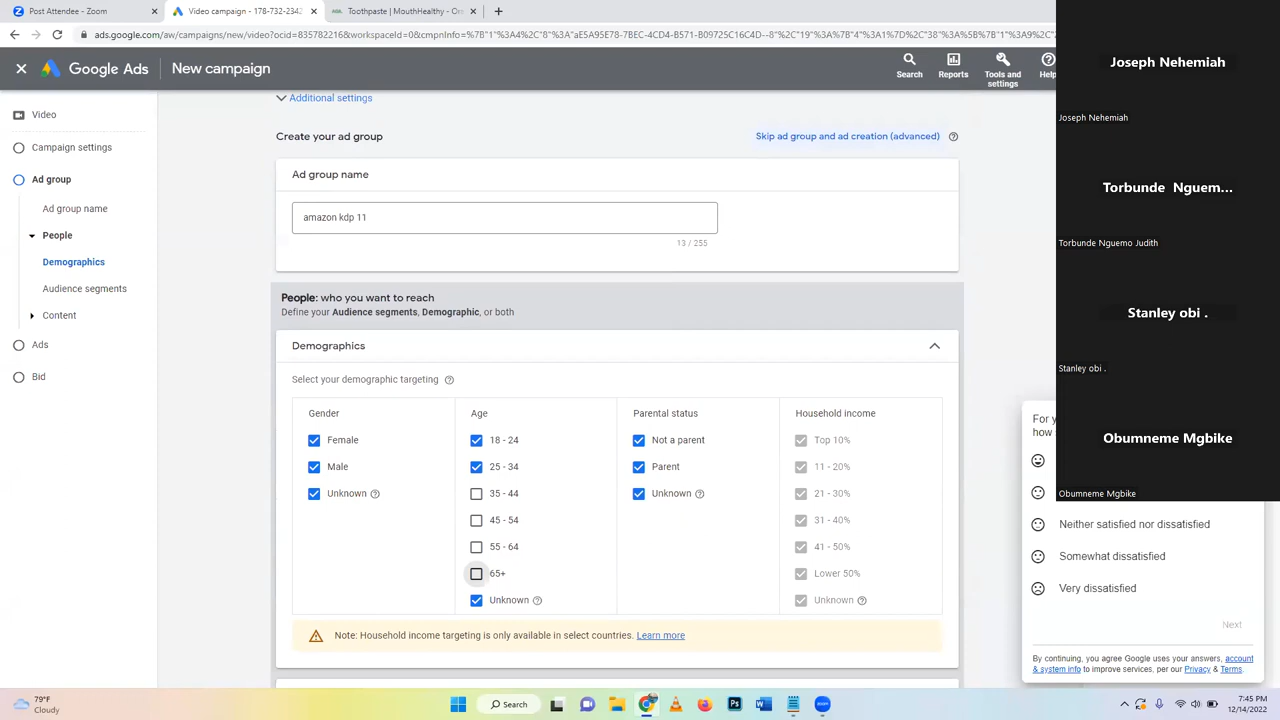 Post Attendee - Zoom
Video campaign - 178-732-2342
Toothpaste | MouthHealthy - Or
ads.google.com/aw/campaigns/new/video?ocid=835782216&workspaceId=0&cmpnInfo=%7B"1"%3A4%2C"8"%3A"aE5A95E78-7BEC-4CD4-B571-B09725C16DC4--8%2C"19"%3A%7B"4"%3A1%7D%2C"38"%3A%5B%7B"1"%3A9%2C"
Google Ads
New campaign
Search
Reports
Tools and
settings
Help
Video
Campaign settings
Ad group
Ad group name
People
Demographics
Audience segments
Content
Ads
Bid
Additional settings
Create your ad group
Skip ad group and ad creation (advanced)
Ad group name
amazon kdp 11
13 / 255
People: who you want to reach
Define your Audience segments, Demographic, or both
Demographics
Select your demographic targeting
Gender
Female
Male
Unknown
Age
18 - 24
25 - 34
35 - 44
45 - 54
55 - 64
65+
Unknown
Parental status
Not a parent
Parent
Unknown
Household income
Top 10%
11 - 20%
21 - 30%
31 - 40%
41 - 50%
Lower 50%
Unknown
Note: Household income targeting is only available in select countries. Learn more
Joseph Nehemiah
Joseph Nehemiah
Torbunde Nguem...
Torbunde Nguemo Judith
Stanley obi .
Stanley obi .
Obumneme Mgbike
Obumneme Mgbike
For y
how
Neither satisfied nor dissatisfied
Somewhat dissatisfied
Very dissatisfied
Next
By continuing, you agree Google uses your answers, account
& system info to improve services, per our Privacy & Terms.
79°F
Cloudy
Search
7:45 PM
12/14/2022